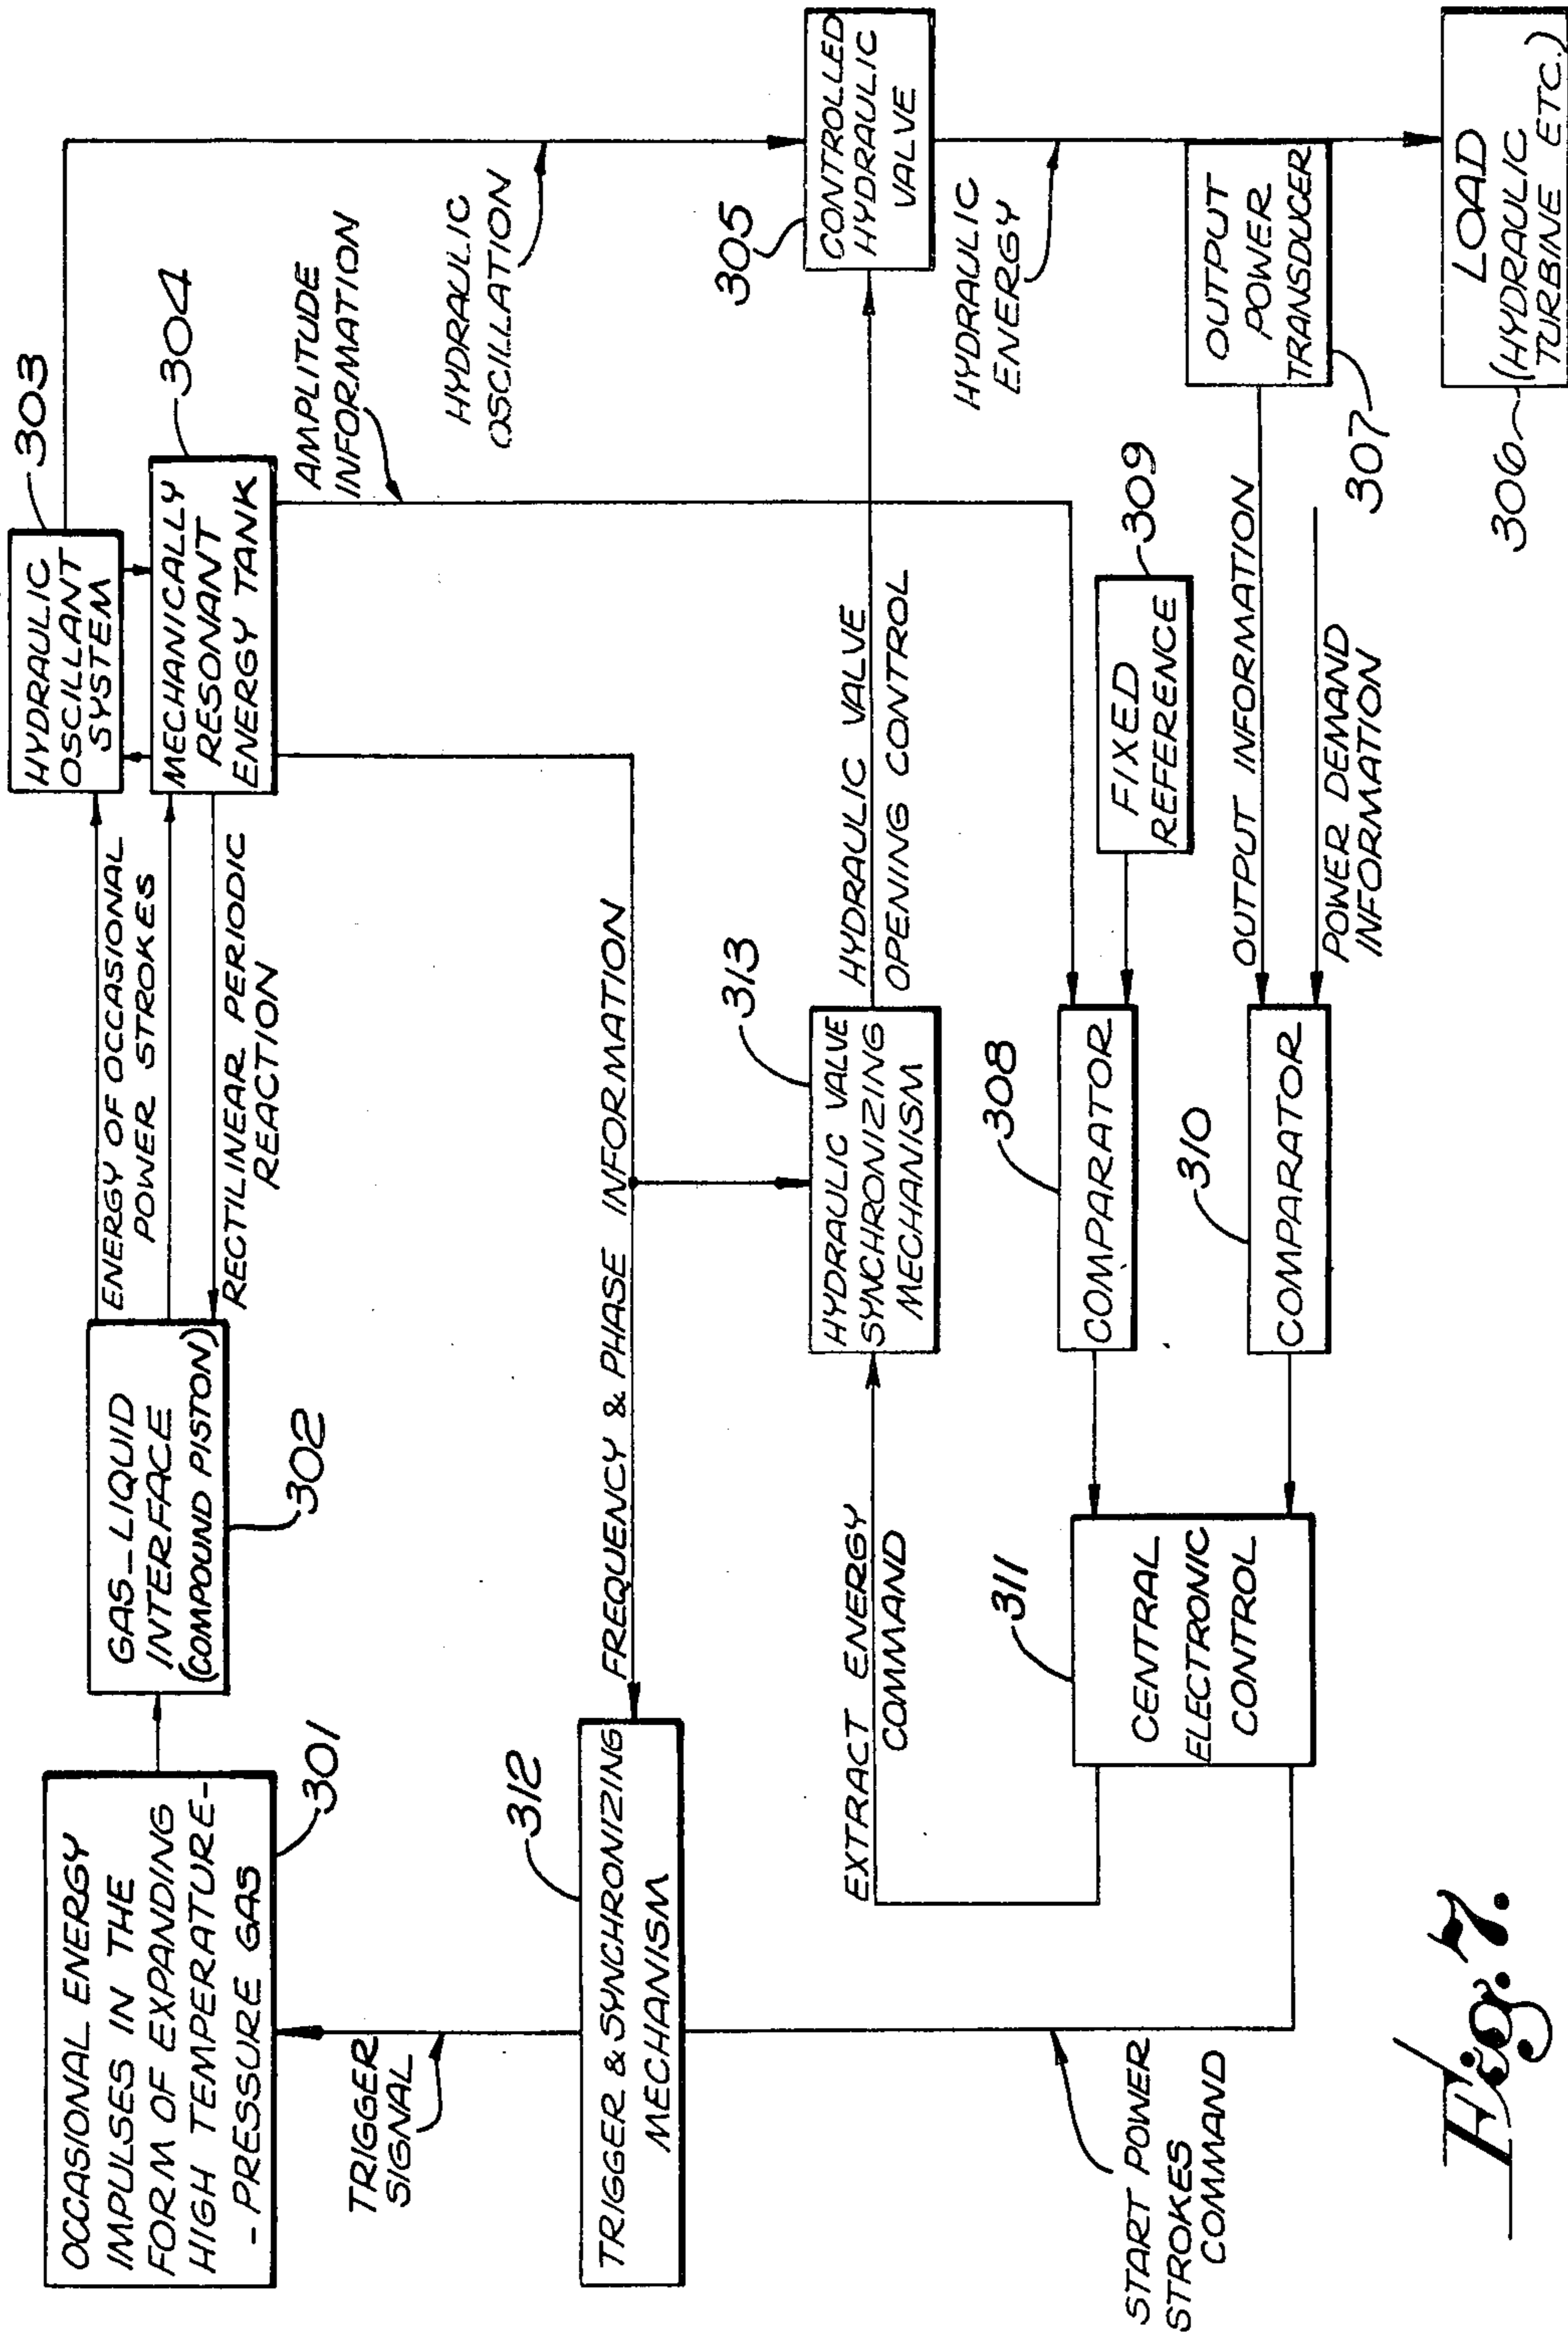 OCCASIONAL ENERGY
IMPULSES IN THE
FORM OF EXPANDING
HIGH TEMPERATURE-
- PRESSURE GAS
301
GAS-LIQUID
INTERFACE
(COMPOUND PISTON)
302
ENERGY OF OCCASIONAL
POWER STROKES
RECTILINEAR PERIODIC
REACTION
HYDRAULIC
OSCILLANT
SYSTEM
303
MECHANICALLY
RESONANT
ENERGY TANK
304
AMPLITUDE
INFORMATION
HYDRAULIC
OSCILLATION
TRIGGER
SIGNAL
312
TRIGGER & SYNCHRONIZING
MECHANISM
FREQUENCY & PHASE INFORMATION
313
HYDRAULIC VALVE
SYNCHRONIZING
MECHANISM
HYDRAULIC VALVE
OPENING CONTROL
305
CONTROLLED
HYDRAULIC
VALVE
HYDRAULIC
ENERGY
EXTRACT ENERGY
COMMAND
START POWER
STROKES
COMMAND
311
CENTRAL
ELECTRONIC
CONTROL
308
COMPARATOR
FIXED
REFERENCE
309
310
COMPARATOR
OUTPUT INFORMATION
POWER DEMAND
INFORMATION
OUTPUT
POWER
TRANSDUCER
307
LOAD
(HYDRAULIC
TURBINE ETC.)
306
Fig. 7.